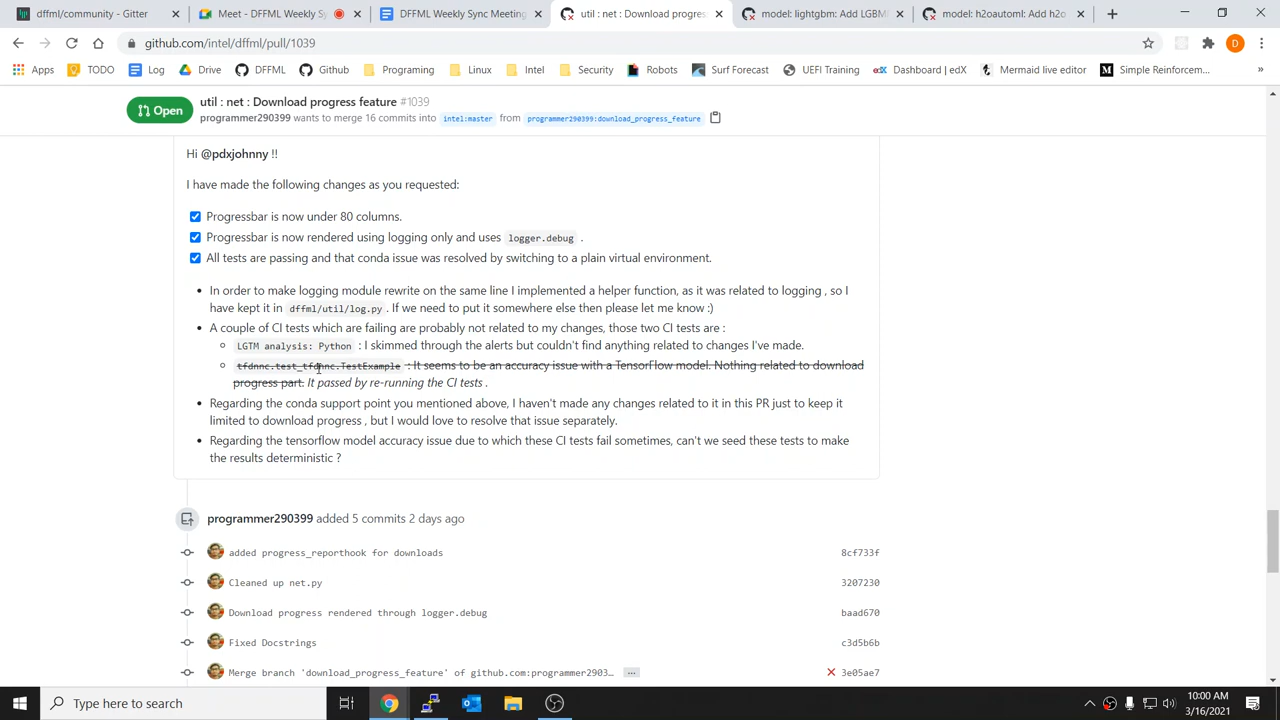 dffml/community - Gitter
Meet - DFFML Weekly Sy
DFFML Weekly Sync Meeting
util : net : Download progres
model: lightgbm: Add LGBM
model: h2oautoml: Add h2o
github.com/intel/dffml/pull/1039
D
Apps
TODO
Log
Drive
DFFML
Github
Programing
Linux
Intel
Security
Robots
Surf Forecast
UEFI Training
edX Dashboard | edX
Mermaid live editor
Simple Reinforcem...
»
Open
util : net : Download progress feature #1039
programmer290399 wants to merge 16 commits into intel:master from programmer290399:download_progress_feature
Hi @pdxjohnny !!
I have made the following changes as you requested:
Progressbar is now under 80 columns.
Progressbar is now rendered using logging only and uses logger.debug .
All tests are passing and that conda issue was resolved by switching to a plain virtual environment.
In order to make logging module rewrite on the same line I implemented a helper function, as it was related to logging , so I
have kept it in dffml/util/log.py . If we need to put it somewhere else then please let me know :)
A couple of CI tests which are failing are probably not related to my changes, those two CI tests are :
LGTM analysis: Python : I skimmed through the alerts but couldn't find anything related to changes I've made.
tfdnnc.test_tfdnnc.TestExample : It seems to be an accuracy issue with a TensorFlow model. Nothing related to download
progress part. It passed by re-running the CI tests .
Regarding the conda support point you mentioned above, I haven't made any changes related to it in this PR just to keep it
limited to download progress , but I would love to resolve that issue separately.
Regarding the tensorflow model accuracy issue due to which these CI tests fail sometimes, can't we seed these tests to make
the results deterministic ?
programmer290399 added 5 commits 2 days ago
added progress_reporthook for downloads 8cf733f
Cleaned up net.py 3207230
Download progress rendered through logger.debug baad670
Fixed Docstrings c3d5b6b
Merge branch 'download_progress_feature' of github.com:programmer2903… ... 3e05ae7
Type here to search
10:00 AM
3/16/2021